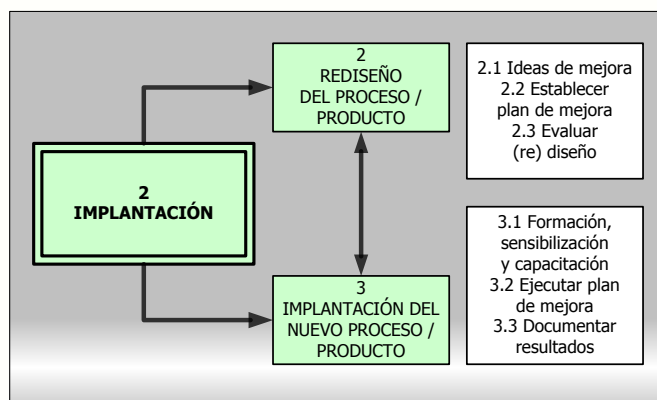 2
IMPLANTACIÓN
2
REDISEÑO
DEL PROCESO /
PRODUCTO
2.1 Ideas de mejora
2.2 Establecer
plan de mejora
2.3 Evaluar
(re) diseño
3
IMPLANTACIÓN DEL
NUEVO PROCESO /
PRODUCTO
3.1 Formación,
sensibilización
y capacitación
3.2 Ejecutar plan
de mejora
3.3 Documentar
resultados